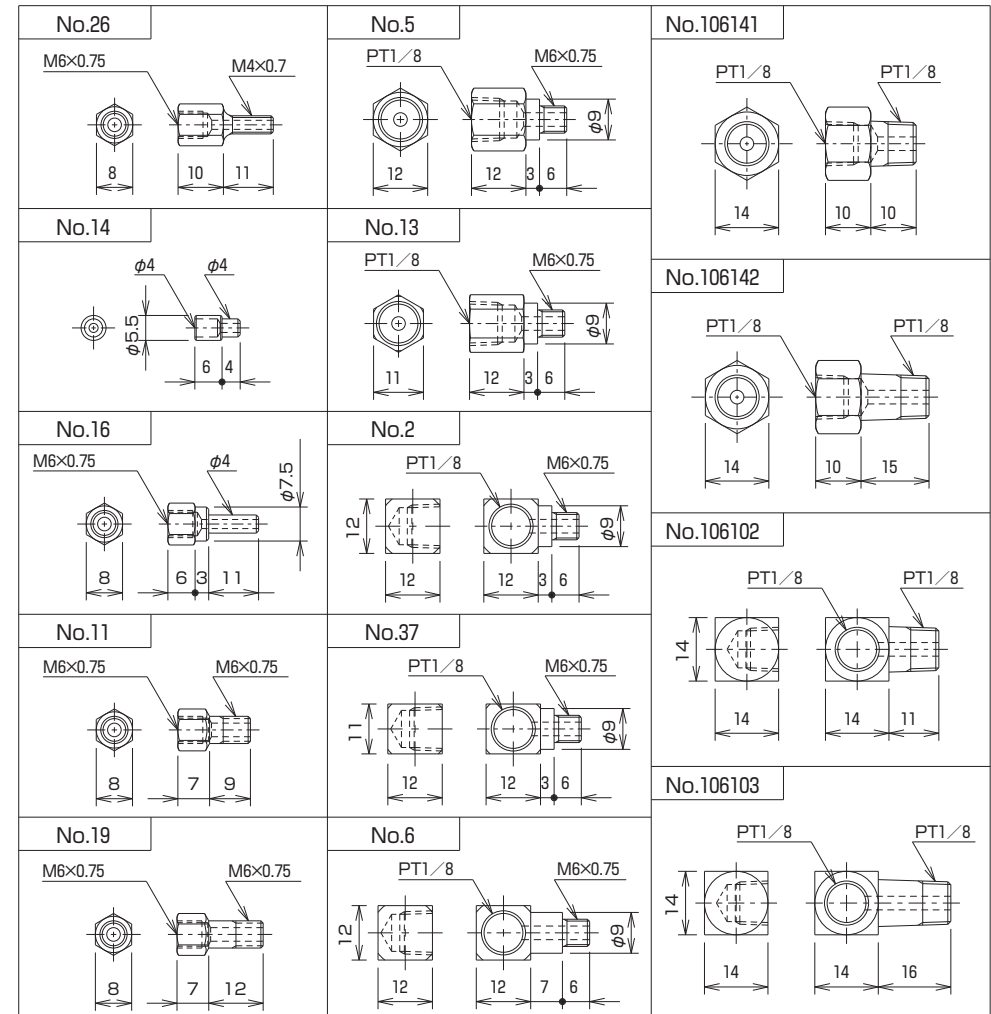 No.26
M6×0.75
M4×0.7
8
10
11
No.14
φ4
φ4
φ5.5
6
4
No.16
M6×0.75
φ4
φ7.5
8
6
3
11
No.11
M6×0.75
M6×0.75
8
7
9
No.19
M6×0.75
M6×0.75
8
7
12
No.5
PT1/8
M6×0.75
φ9
12
12
3
6
No.13
PT1/8
M6×0.75
φ9
11
12
3
6
No.2
PT1/8
M6×0.75
12
φ9
12
12
3
6
No.37
PT1/8
M6×0.75
11
φ9
12
12
3
6
No.6
PT1/8
M6×0.75
12
φ9
12
12
7
6
No.106141
PT1/8
PT1/8
14
10
10
No.106142
PT1/8
PT1/8
14
10
15
No.106102
PT1/8
PT1/8
14
14
14
11
No.106103
PT1/8
PT1/8
14
14
14
16